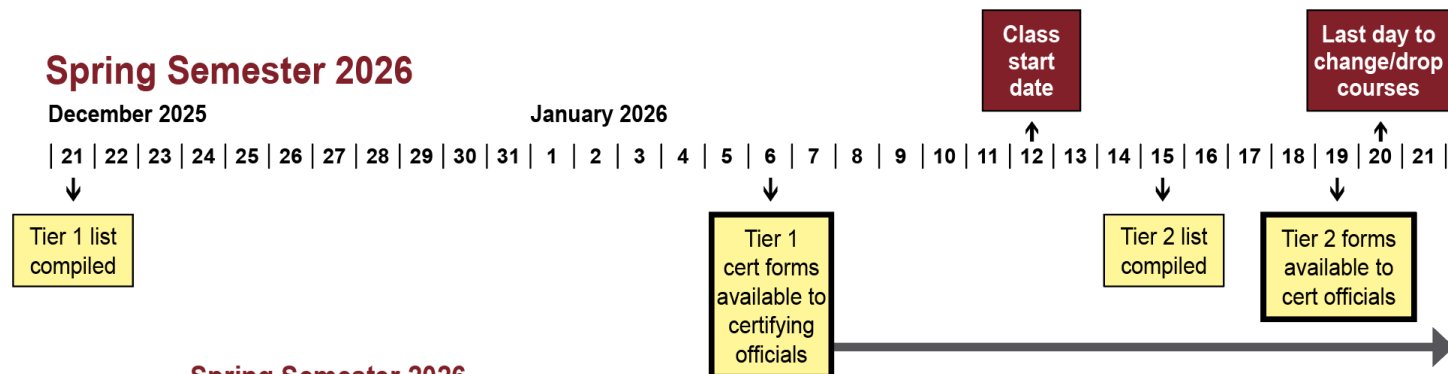 Class
start
date
Last day to
change/drop
courses
Spring Semester 2026
December 2025
January 2026
| 21 | 22 | 23 | 24 | 25 | 26 | 27 | 28 | 29 | 30 | 31 | 1 | 2 | 3 | 4 | 5 | 6 | 7 | 8 | 9 | 10 | 11 | 12 | 13 | 14 | 15 | 16 | 17 | 18 | 19 | 20 | 21 |
Tier 1 list
compiled
Tier 1
cert forms
available to
certifying
officials
Tier 2 list
compiled
Tier 2 forms
available to
cert officials
Spring Semester 2026